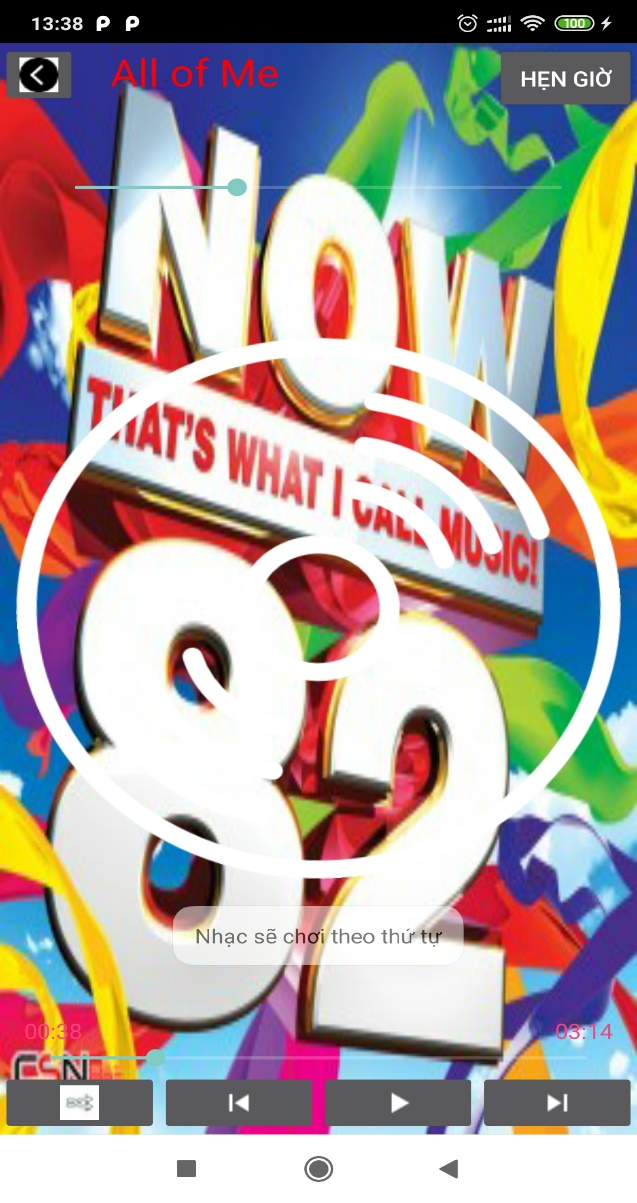 13:38
100
All of Me
HẸN GIỜ
NOW
THAT'S WHAT I CALL MUSIC!
82
Nhạc sẽ chơi theo thứ tự
00:38
03:14
CSN